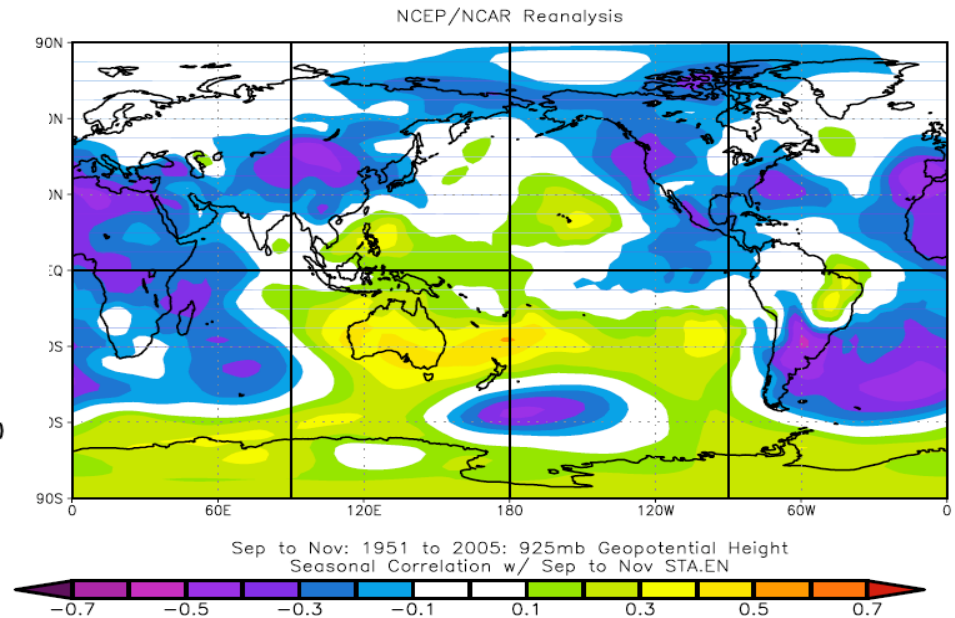 NCEP/NCAR Reanalysis
90N
N
N
EQ
0S
0S
90S
0 60E 120E 180 120W 60W 0
Sep to Nov: 1951 to 2005: 925mb Geopotential Height
Seasonal Correlation w/ Sep to Nov STA.EN
−0.7 −0.5 −0.3 −0.1 0.1 0.3 0.5 0.7